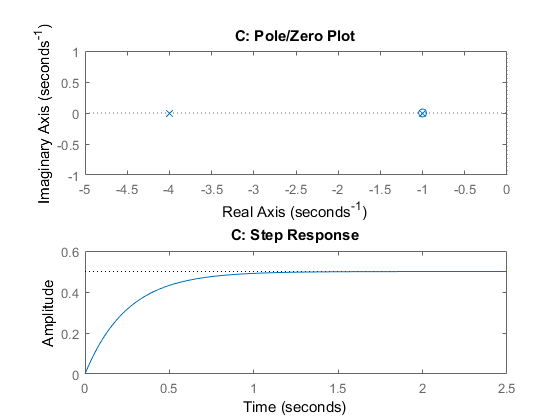 C: Pole/Zero Plot
1
0.5
0
-0.5
-1
Imaginary Axis (seconds-1)
-5 -4.5 -4 -3.5 -3 -2.5 -2 -1.5 -1 -0.5 0
Real Axis (seconds-1)
C: Step Response
0.6
0.4
0.2
0
Amplitude
0 0.5 1 1.5 2 2.5
Time (seconds)